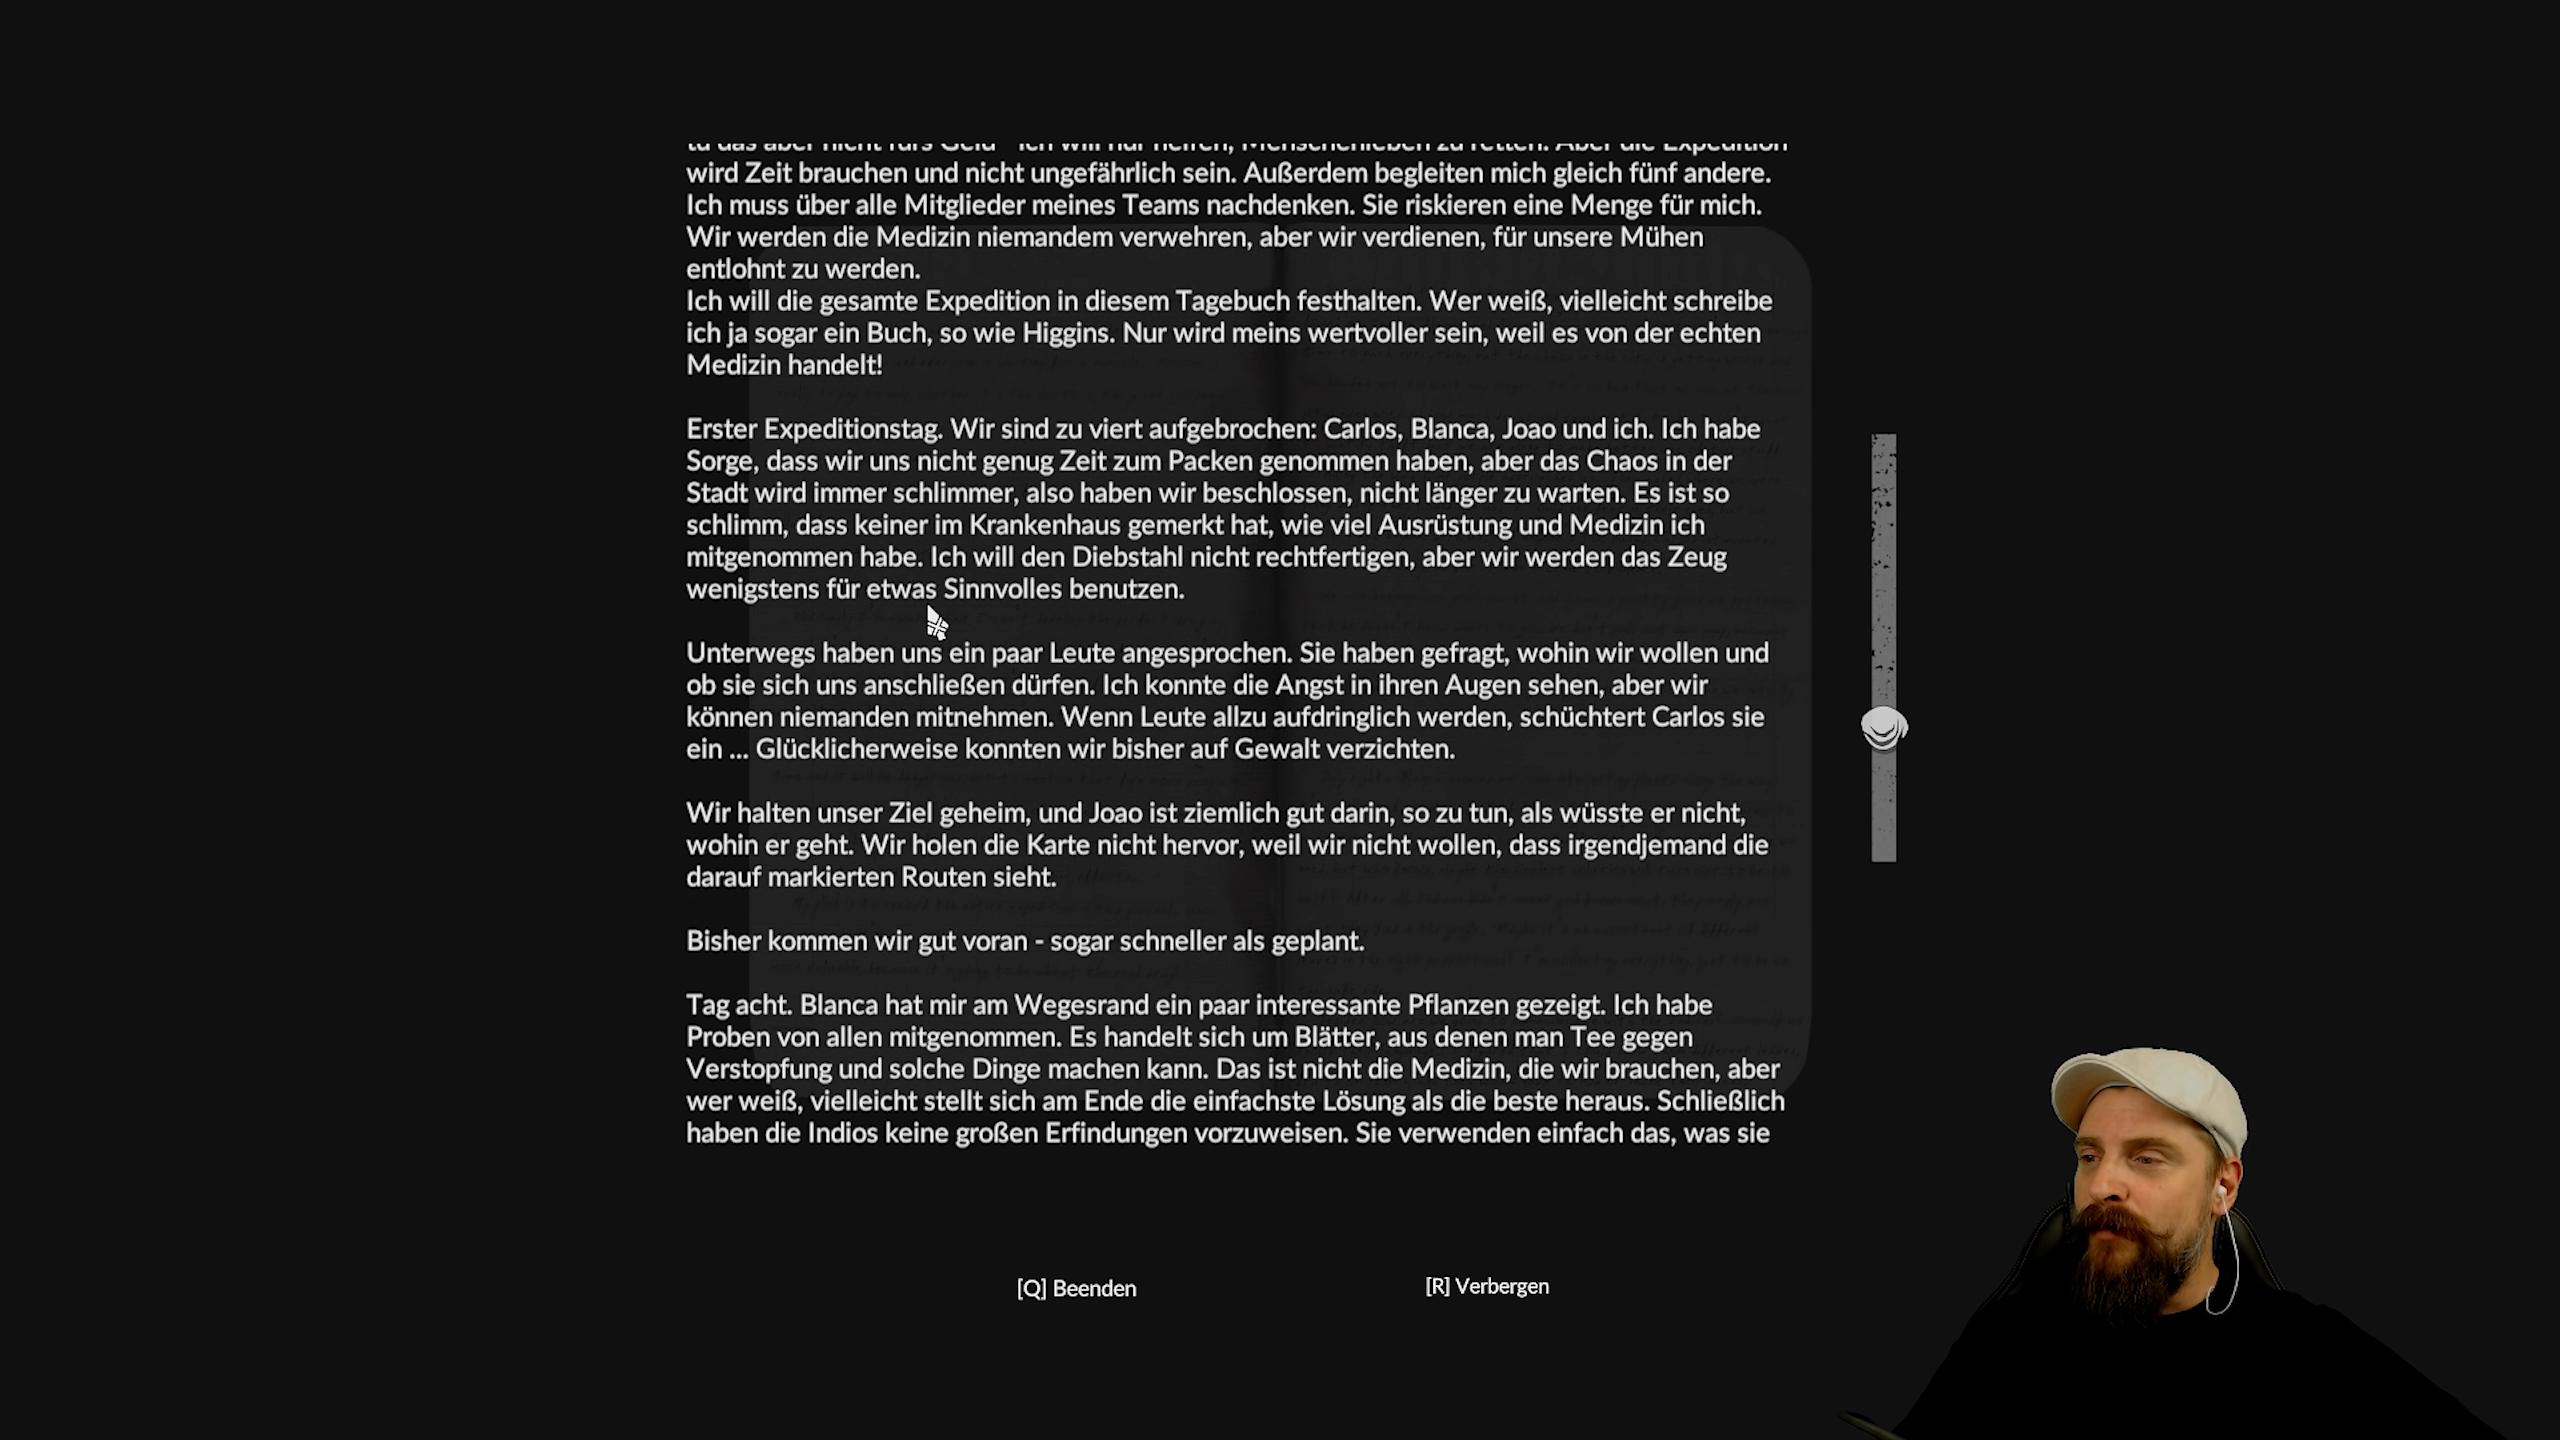 tu das aber nicht fürs Geld - ich will nur helfen, Menschenleben zu retten. Aber die Expedition
wird Zeit brauchen und nicht ungefährlich sein. Außerdem begleiten mich gleich fünf andere.
Ich muss über alle Mitglieder meines Teams nachdenken. Sie riskieren eine Menge für mich.
Wir werden die Medizin niemandem verwehren, aber wir verdienen, für unsere Mühen
entlohnt zu werden.
Ich will die gesamte Expedition in diesem Tagebuch festhalten. Wer weiß, vielleicht schreibe
ich ja sogar ein Buch, so wie Higgins. Nur wird meins wertvoller sein, weil es von der echten
Medizin handelt!
Erster Expeditionstag. Wir sind zu viert aufgebrochen: Carlos, Blanca, Joao und ich. Ich habe
Sorge, dass wir uns nicht genug Zeit zum Packen genommen haben, aber das Chaos in der
Stadt wird immer schlimmer, also haben wir beschlossen, nicht länger zu warten. Es ist so
schlimm, dass keiner im Krankenhaus gemerkt hat, wie viel Ausrüstung und Medizin ich
mitgenommen habe. Ich will den Diebstahl nicht rechtfertigen, aber wir werden das Zeug
wenigstens für etwas Sinnvolles benutzen.
Unterwegs haben uns ein paar Leute angesprochen. Sie haben gefragt, wohin wir wollen und
ob sie sich uns anschließen dürfen. Ich konnte die Angst in ihren Augen sehen, aber wir
können niemanden mitnehmen. Wenn Leute allzu aufdringlich werden, schüchtert Carlos sie
ein ... Glücklicherweise konnten wir bisher auf Gewalt verzichten.
Wir halten unser Ziel geheim, und Joao ist ziemlich gut darin, so zu tun, als wüsste er nicht,
wohin er geht. Wir holen die Karte nicht hervor, weil wir nicht wollen, dass irgendjemand die
darauf markierten Routen sieht.
Bisher kommen wir gut voran - sogar schneller als geplant.
Tag acht. Blanca hat mir am Wegesrand ein paar interessante Pflanzen gezeigt. Ich habe
Proben von allen mitgenommen. Es handelt sich um Blätter, aus denen man Tee gegen
Verstopfung und solche Dinge machen kann. Das ist nicht die Medizin, die wir brauchen, aber
wer weiß, vielleicht stellt sich am Ende die einfachste Lösung als die beste heraus. Schließlich
haben die Indios keine großen Erfindungen vorzuweisen. Sie verwenden einfach das, was sie
[Q] Beenden
[R] Verbergen